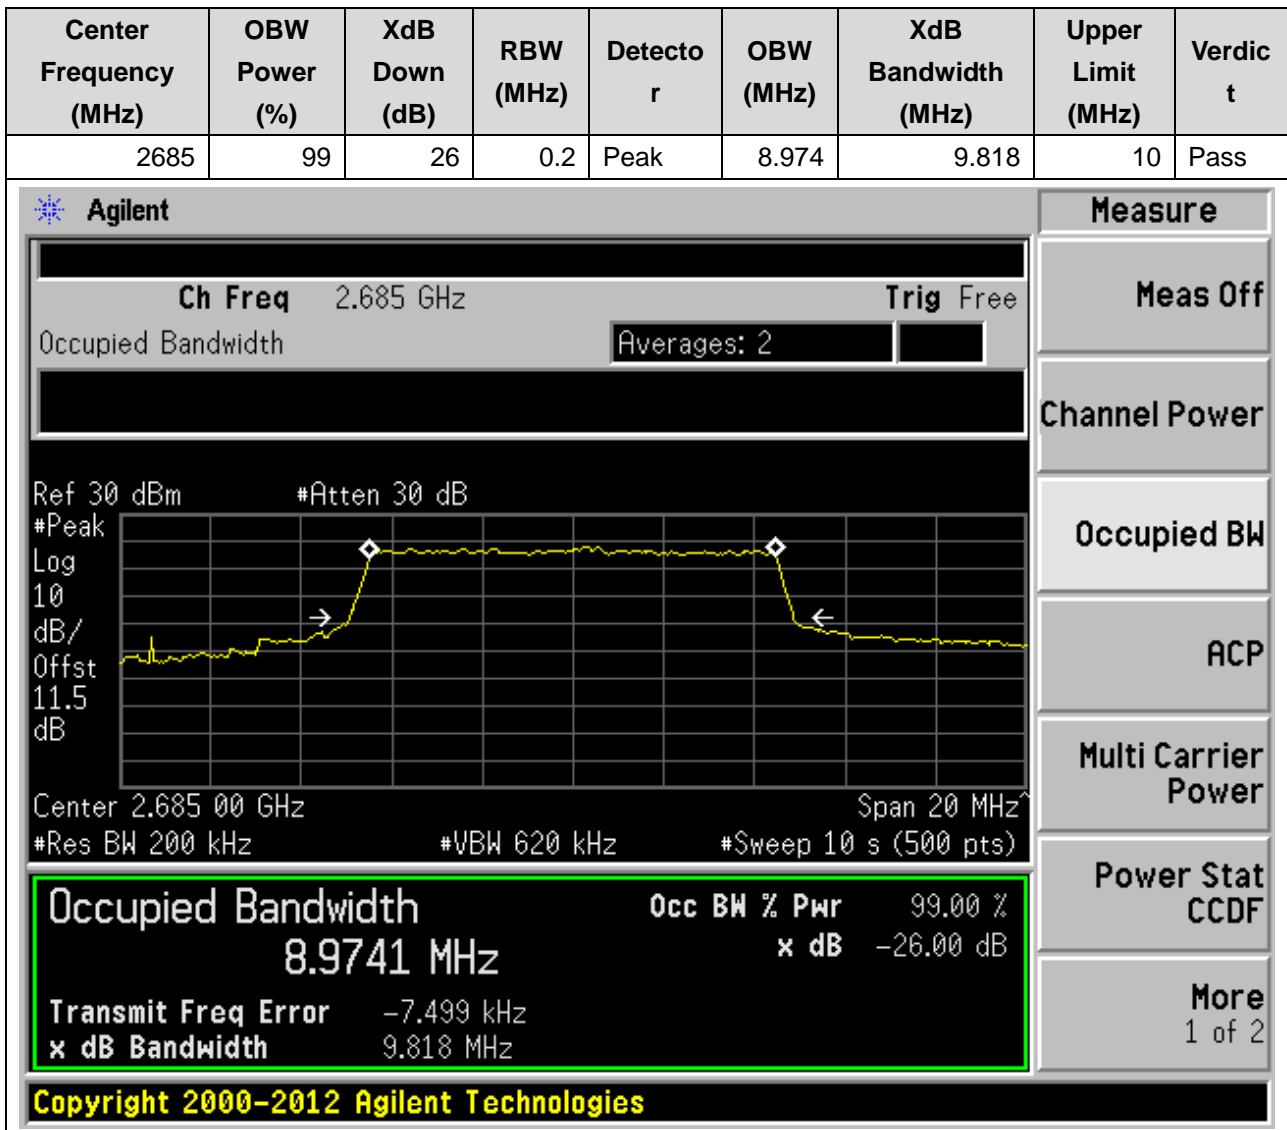 Center Frequency (MHz) OBW Power (%) XdB Down (dB) RBW (MHz) Detecto r OBW (MHz) XdB Bandwidth (MHz) Upper Limit (MHz) Verdic t
2685 99 26 0.2 Peak 8.974 9.818 10 Pass
Agilent
Measure
Ch Freq 2.685 GHz Trig Free
Occupied Bandwidth Averages: 2
Meas Off
Channel Power
Occupied BW
ACP
Multi Carrier
Power
Power Stat
CCDF
More
1 of 2
Ref 30 dBm #Atten 30 dB
#Peak
Log
10
dB/
Offst
11.5
dB
Center 2.685 00 GHz Span 20 MHz^
#Res BW 200 kHz #VBW 620 kHz #Sweep 10 s (500 pts)
Occupied Bandwidth Occ BW % Pwr 99.00 %
8.9741 MHz x dB -26.00 dB
Transmit Freq Error -7.499 kHz
x dB Bandwidth 9.818 MHz
Copyright 2000-2012 Agilent Technologies